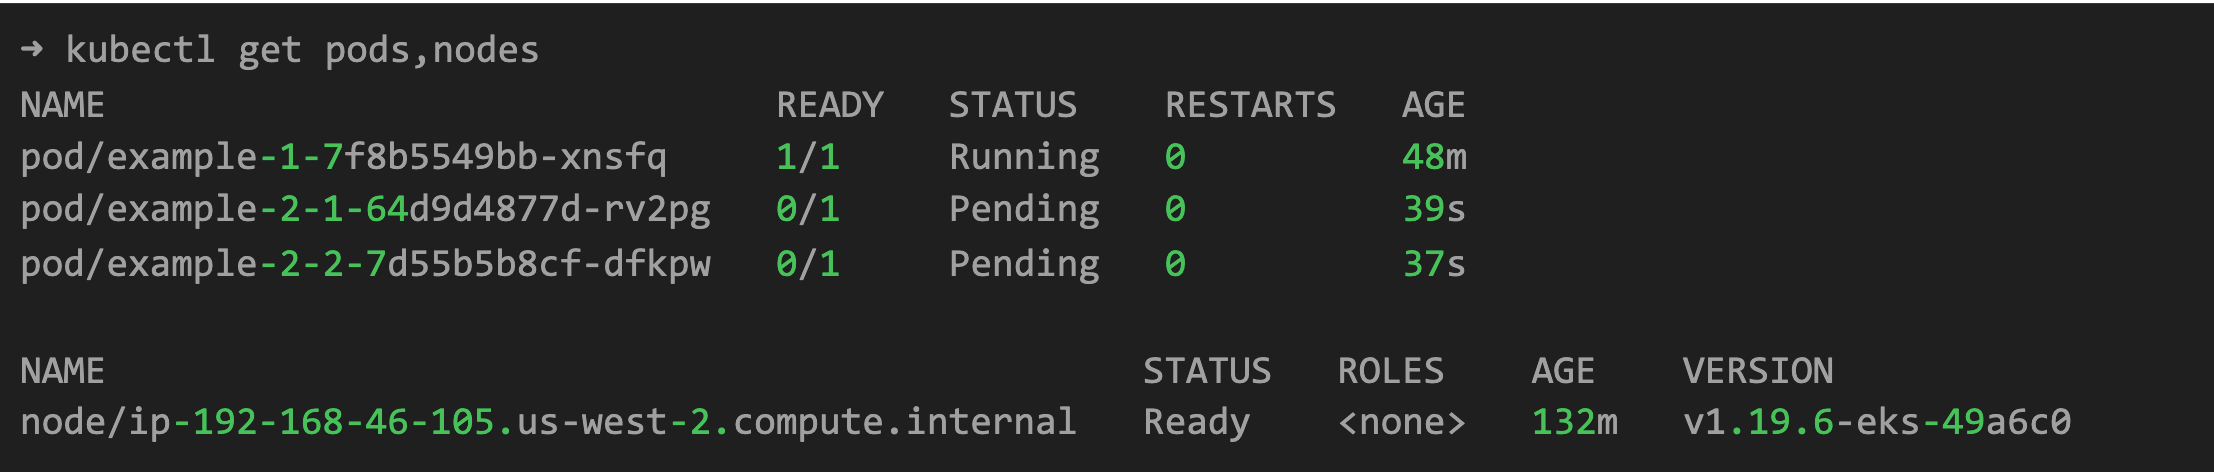 ➜ kubectl get pods,nodes
NAME READY STATUS RESTARTS AGE
pod/example-1-7f8b5549bb-xnsfq 1/1 Running 0 48m
pod/example-2-1-64d9d4877d-rv2pg 0/1 Pending 0 39s
pod/example-2-2-7d55b5b8cf-dfkpw 0/1 Pending 0 37s
NAME STATUS ROLES AGE VERSION
node/ip-192-168-46-105.us-west-2.compute.internal Ready <none> 132m v1.19.6-eks-49a6c0